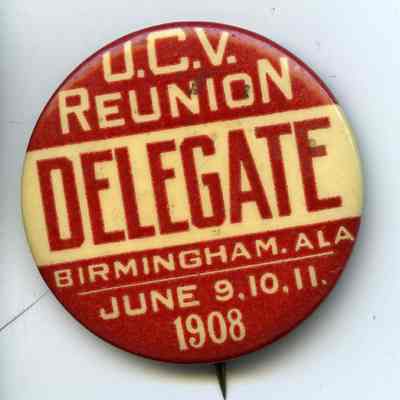 U.C.V.
REUNION
DELEGATE
BIRMINGHAM. ALA
JUNE 9.10.11.
1908